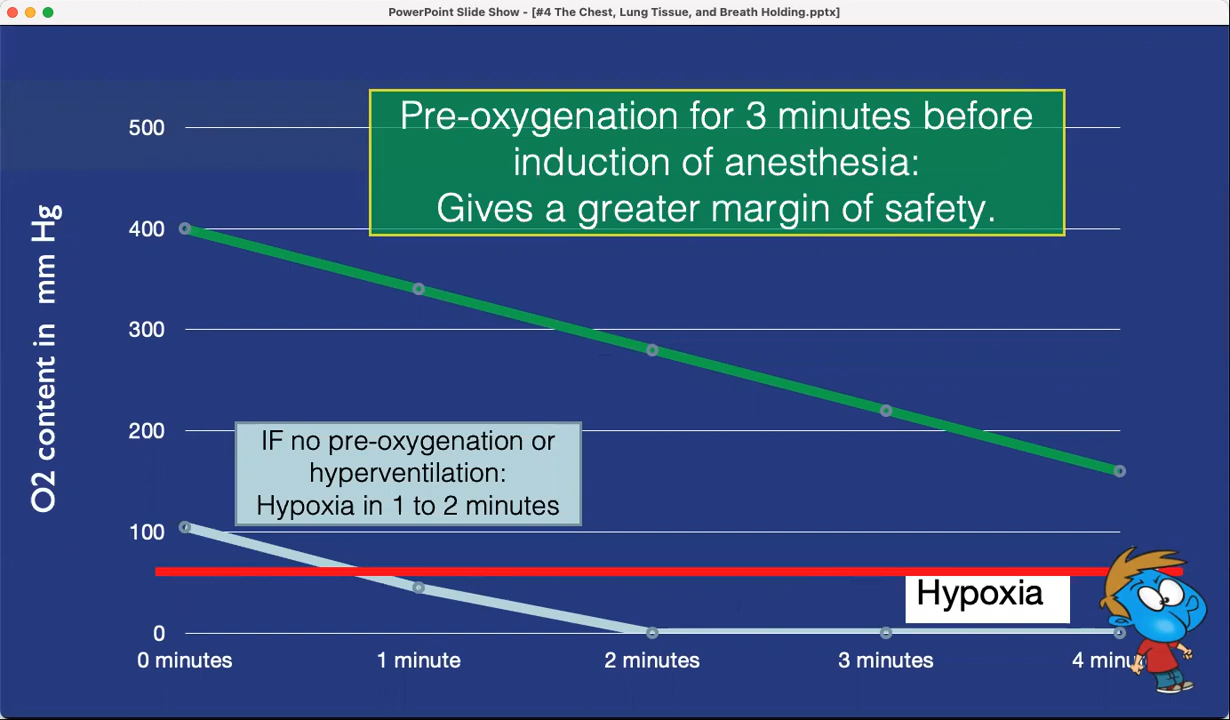 PowerPoint Slide Show - [#4 The Chest, Lung Tissue, and Breath Holding.pptx]
Pre-oxygenation for 3 minutes before
induction of anesthesia:
Gives a greater margin of safety.
O2 content in mm Hg
500
400
300
200
100
0
IF no pre-oxygenation or
hyperventilation:
Hypoxia in 1 to 2 minutes
Hypoxia
0 minutes
1 minute
2 minutes
3 minutes
4 minu